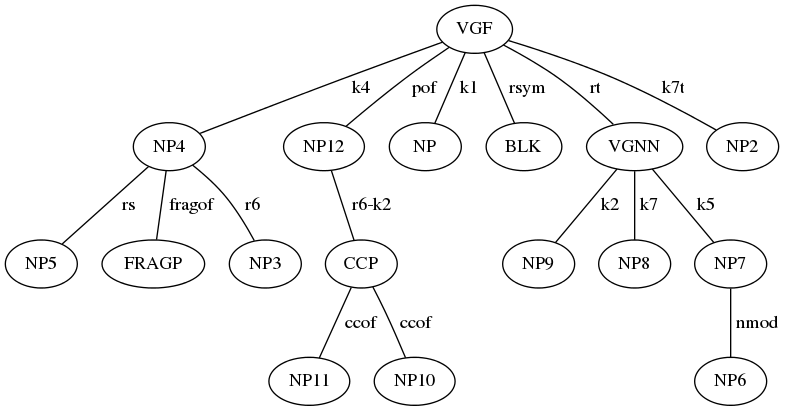 VGF
k4 pof k1 rsym rt k7t
NP4 NP12 NP BLK VGNN NP2
rs fragof r6 r6-k2 k2 k7 k5
NP5 FRAGP NP3 CCP NP9 NP8 NP7
ccof ccof nmod
NP11 NP10 NP6